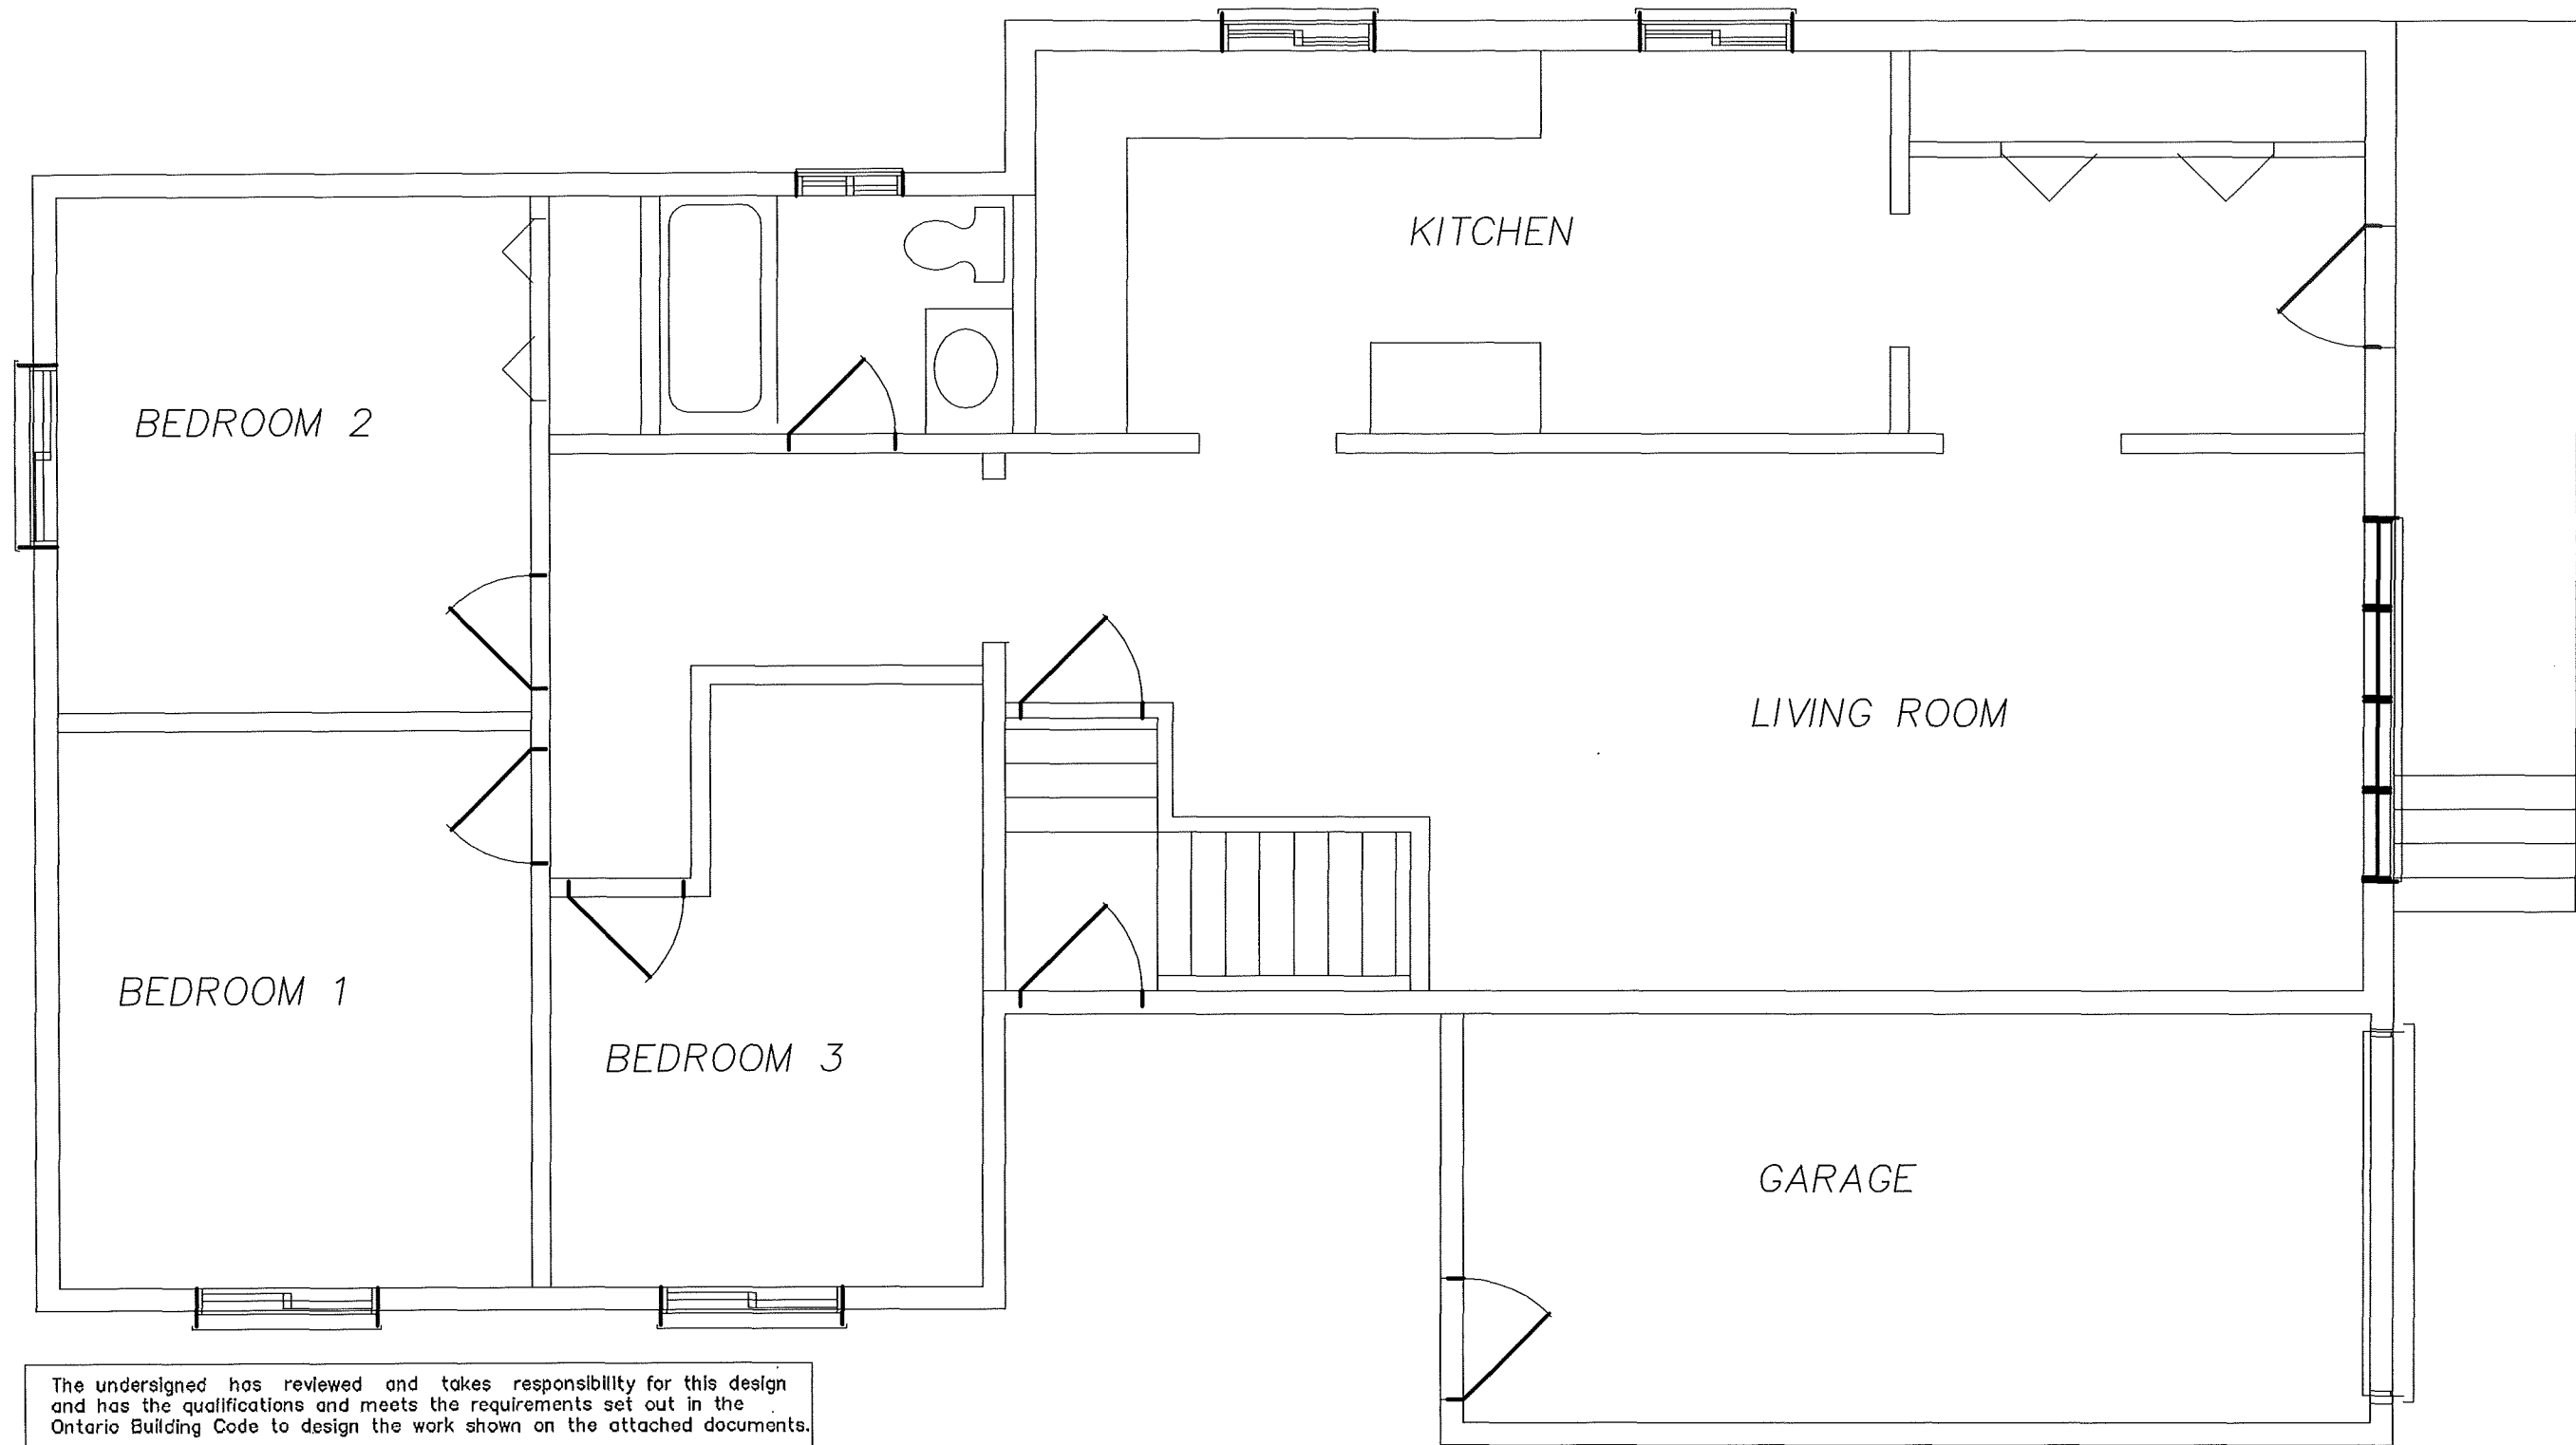 KITCHEN
BEDROOM 2
LIVING ROOM
BEDROOM 1
BEDROOM 3
GARAGE
The undersigned has reviewed and takes responsibility for this design
and has the qualifications and meets the requirements set out in the
Ontario Building Code to design the work shown on the attached documents.